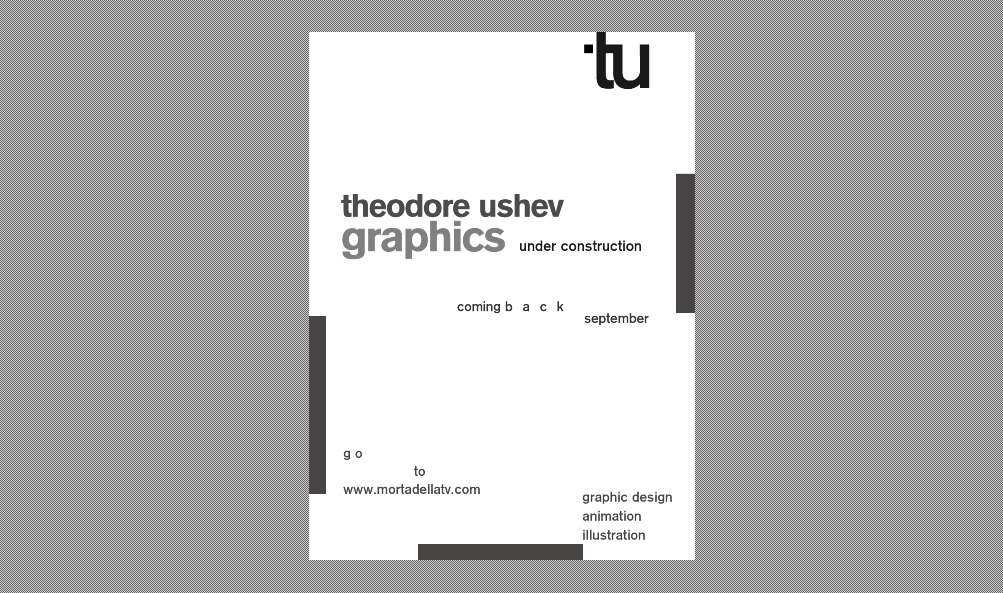 tu
theodore ushev
graphics under construction
coming b a c k
september
g o
to
www.mortadellatv.com
graphic design
animation
illustration